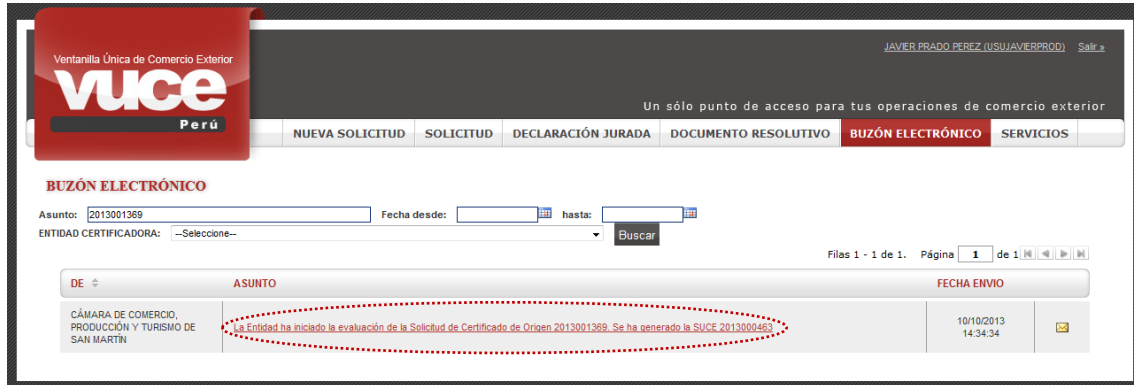 JAVIER PRADO PEREZ (USUJAVIERPROD) Salir »
Ventanilla Única de Comercio Exterior
vuce
Perú
Un sólo punto de acceso para tus operaciones de comercio exterior
NUEVA SOLICITUD SOLICITUD DECLARACIÓN JURADA DOCUMENTO RESOLUTIVO BUZÓN ELECTRÓNICO SERVICIOS
BUZÓN ELECTRÓNICO
Asunto: 2013001369 Fecha desde: hasta:
ENTIDAD CERTIFICADORA: --Seleccione-- Buscar
Filas 1 - 1 de 1. Página 1 de 1
DE ASUNTO FECHA ENVIO
CÁMARA DE COMERCIO,
PRODUCCIÓN Y TURISMO DE
SAN MARTÍN
La Entidad ha iniciado la evaluación de la Solicitud de Certificado de Origen 2013001369. Se ha generado la SUCE 2013000463
10/10/2013
14:34:34